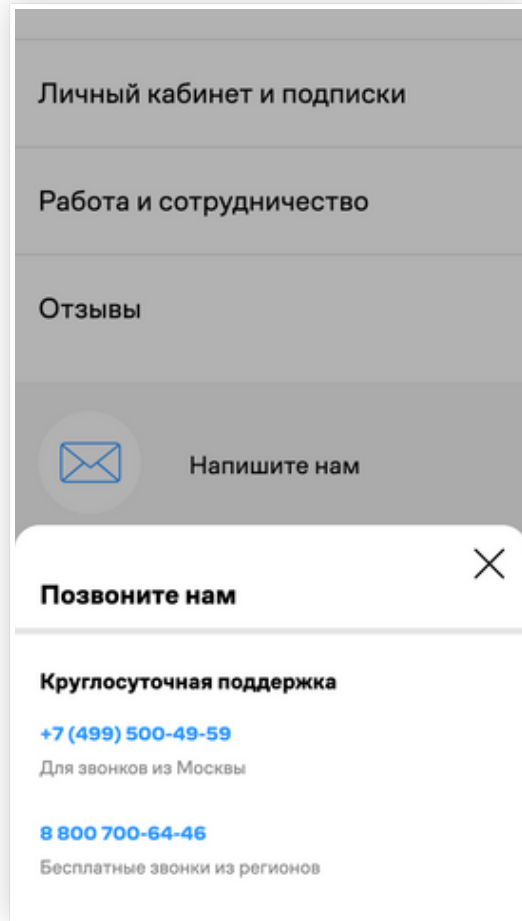 Личный кабинет и подписки
Работа и сотрудничество
Отзывы
Напишите нам
Позвоните нам
Круглосуточная поддержка
+7 (499) 500-49-59
Для звонков из Москвы
8 800 700-64-46
Бесплатные звонки из регионов